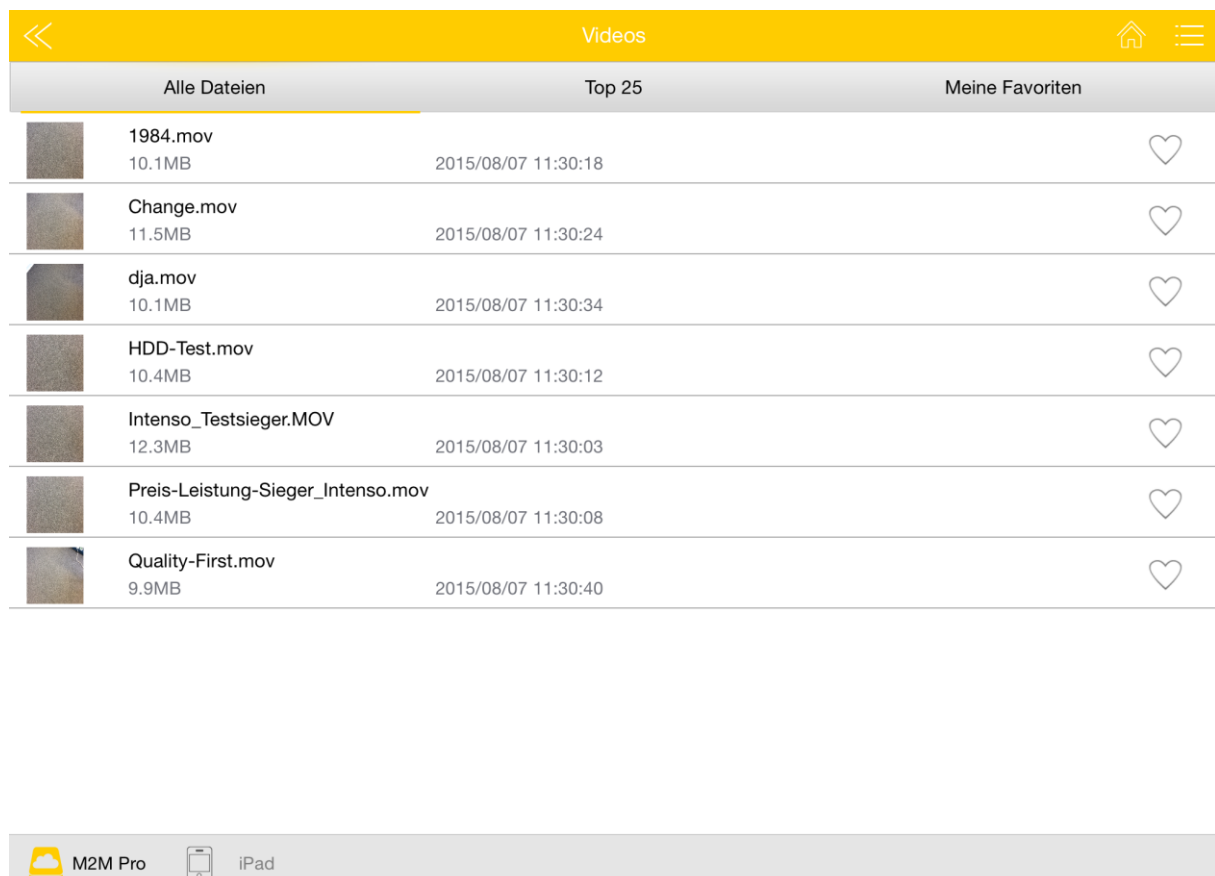 Videos
Alle Dateien Top 25 Meine Favoriten
1984.mov
10.1MB 2015/08/07 11:30:18
Change.mov
11.5MB 2015/08/07 11:30:24
dja.mov
10.1MB 2015/08/07 11:30:34
HDD-Test.mov
10.4MB 2015/08/07 11:30:12
Intenso_Testsieger.MOV
12.3MB 2015/08/07 11:30:03
Preis-Leistung-Sieger_Intenso.mov
10.4MB 2015/08/07 11:30:08
Quality-First.mov
9.9MB 2015/08/07 11:30:40
M2M Pro iPad